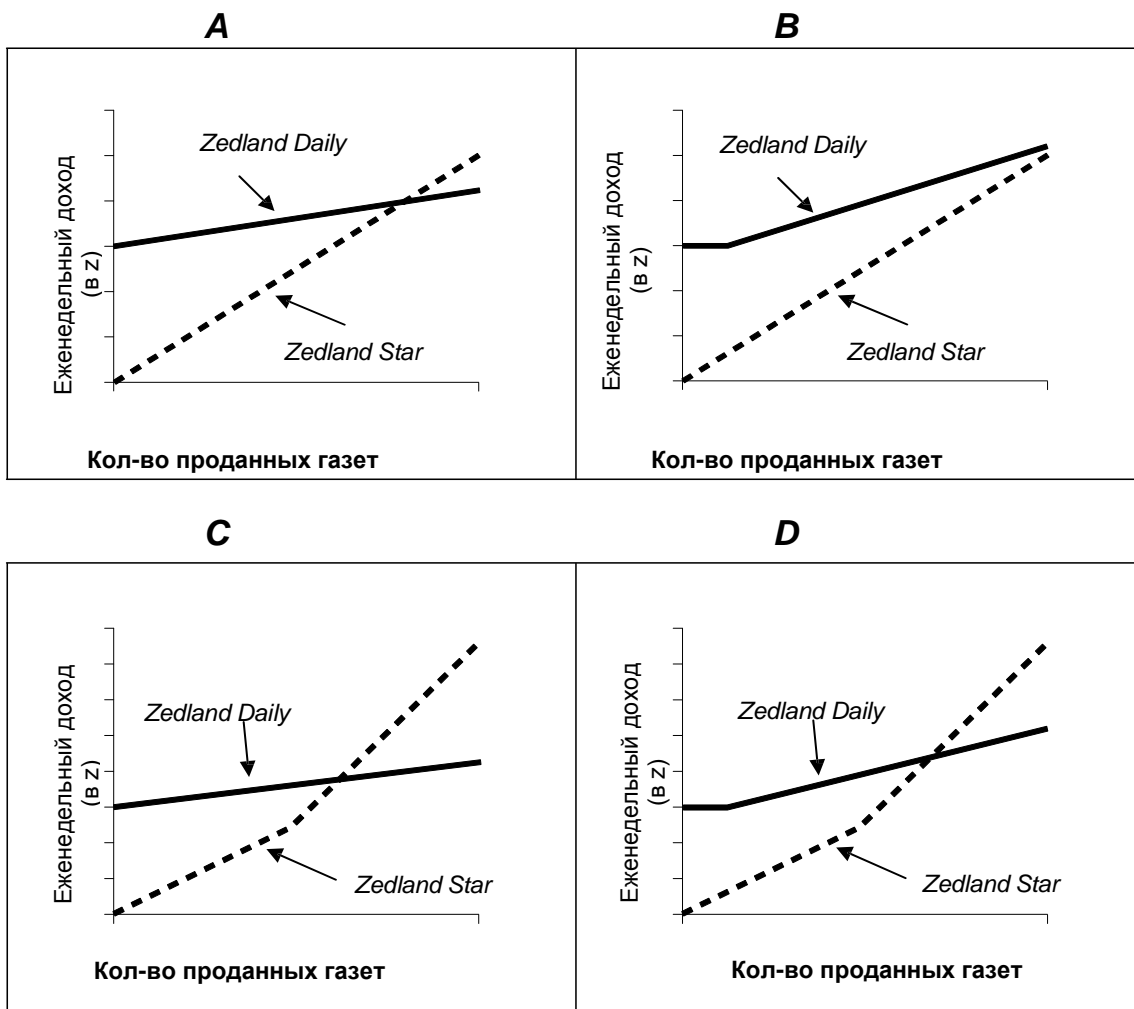 A
Еженедельный доход
(в z)
Zedland Daily
Zedland Star
Кол-во проданных газет
B
Еженедельный доход
(в z)
Zedland Daily
Zedland Star
Кол-во проданных газет
C
Еженедельный доход
(в z)
Zedland Daily
Zedland Star
Кол-во проданных газет
D
Еженедельный доход
(в z)
Zedland Daily
Zedland Star
Кол-во проданных газет